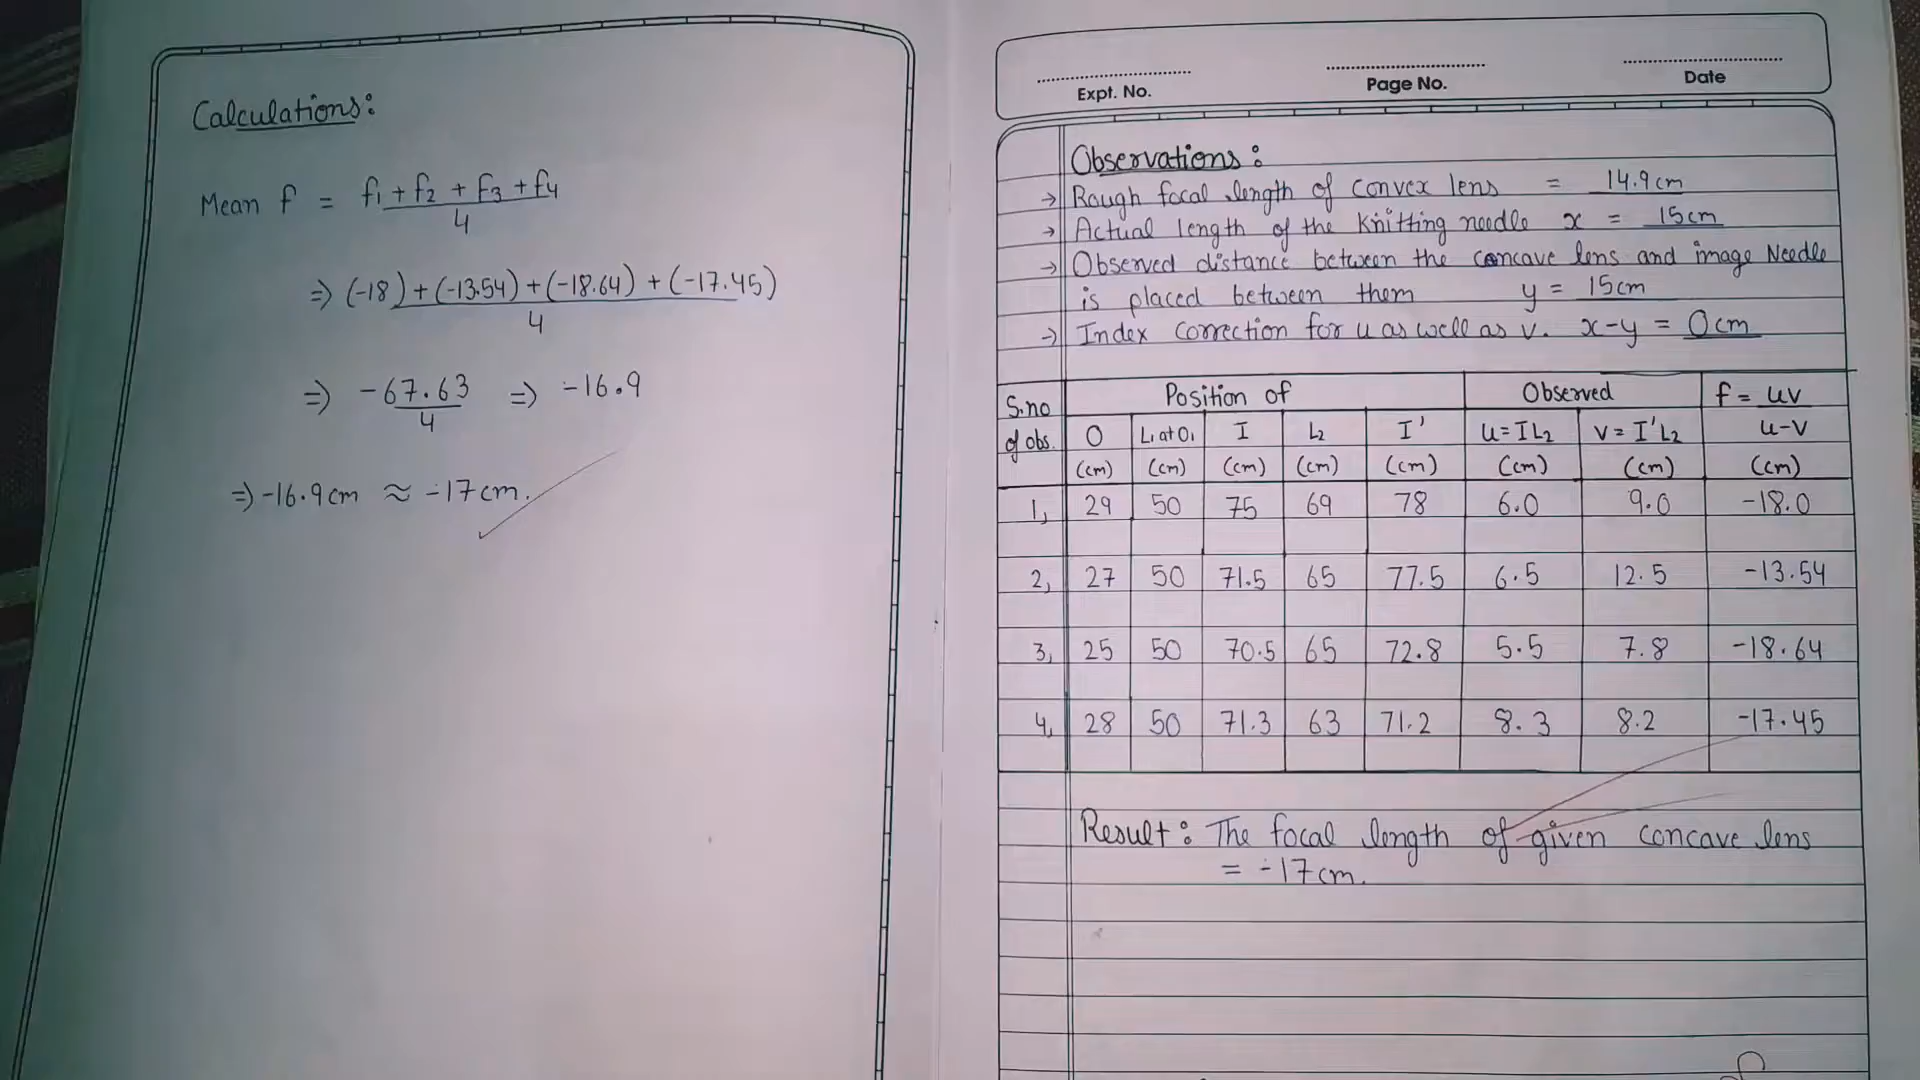 Calculations:
Mean f = f1 + f2 + f3 + f4
4
⇒ (-18) + (-13.54) + (-18.64) + (-17.45)
4
⇒ -67.63 ⇒ -16.9
4
⇒ -16.9cm ≈ -17cm.
Expt. No. Page No. Date
Observations:
→ Rough focal length of convex lens = 14.9cm
→ Actual length of the Knitting needle x = 15cm
→ Observed distance between the concave lens and image Needle
is placed between them y = 15cm
→ Index correction for u as well as v. x-y = 0cm
S.no Position of Observed f = uv
of obs. O L1 at O1 I L2 I' u=IL2 v=I'L2 u-v
(cm) (cm) (cm) (cm) (cm) (cm) (cm) (cm)
1, 29 50 75 69 78 6.0 9.0 -18.0
2, 27 50 71.5 65 77.5 6.5 12.5 -13.54
3, 25 50 70.5 65 72.8 5.5 7.8 -18.64
4, 28 50 71.3 63 71.2 8.3 8.2 -17.45
Result: The focal length of given concave lens
= -17cm.